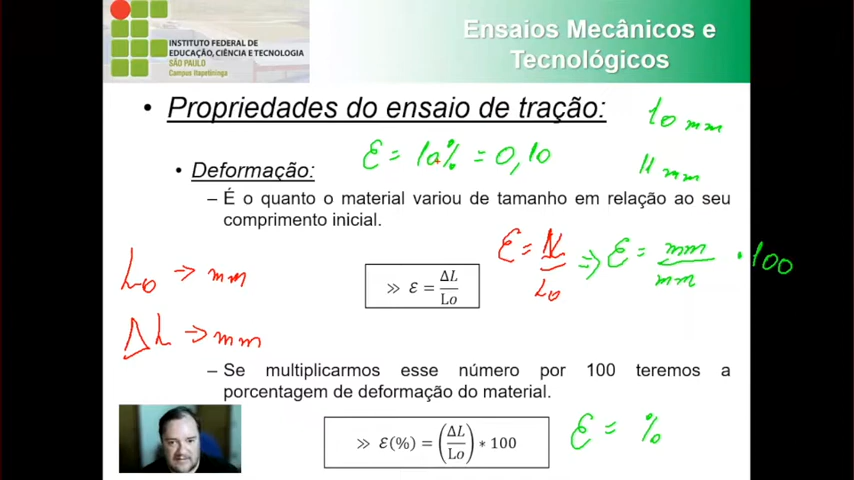 INSTITUTO FEDERAL DE
EDUCAÇÃO, CIÊNCIA E TECNOLOGIA
SÃO PAULO
Campus Itapetininga
Ensaios Mecânicos e
Tecnológicos
• Propriedades do ensaio de tração:
10 mm
ε = 10% = 0,10
11 mm
• Deformação:
– É o quanto o material variou de tamanho em relação ao seu
comprimento inicial.
Lo → mm
≫ Ɛ = ΔL/Lo
⇒ ε = mm/mm · 100
ΔL → mm
– Se multiplicarmos esse número por 100 teremos a
porcentagem de deformação do material.
≫ Ɛ(%) = (ΔL/Lo) * 100
ε = %